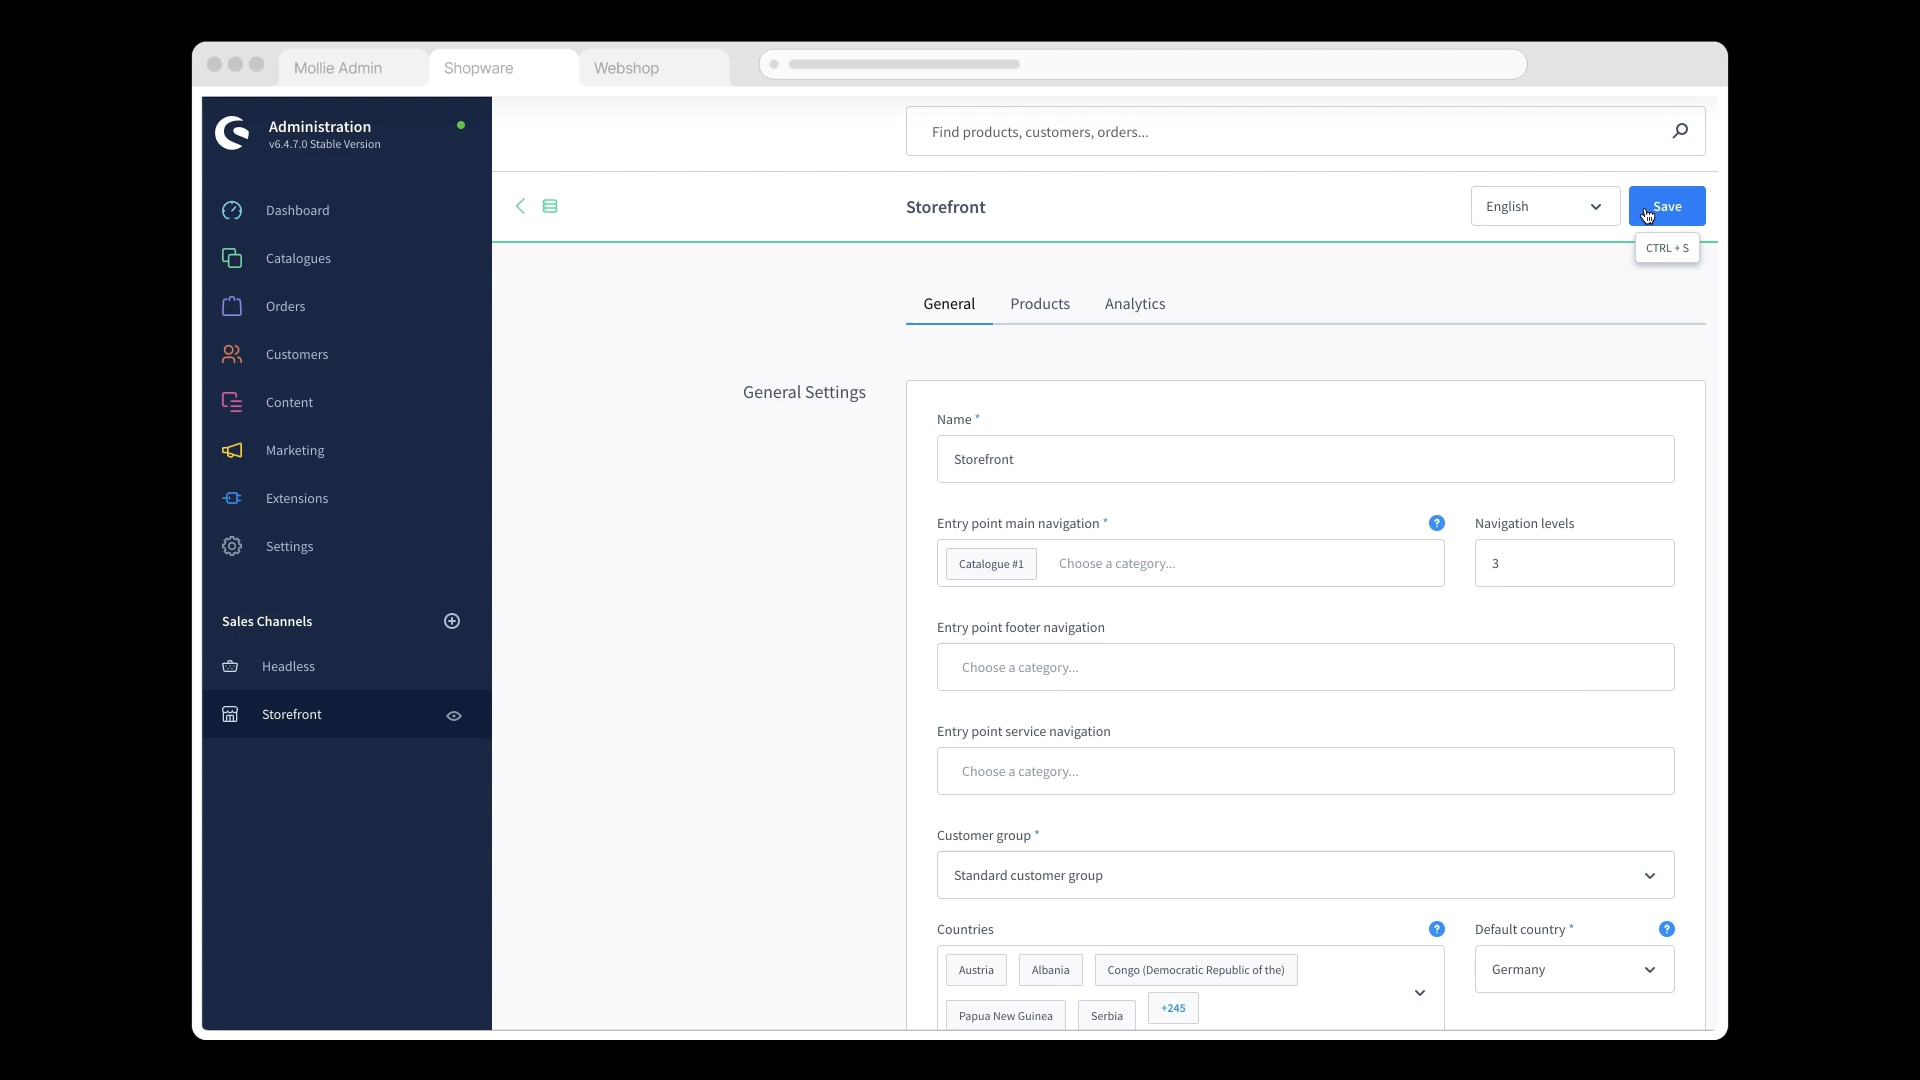 Mollie Admin
Shopware
Webshop
Administration
v6.4.7.0 Stable Version
Find products, customers, orders...
Dashboard
Catalogues
Orders
Customers
Content
Marketing
Extensions
Settings
Sales Channels
Headless
Storefront
Storefront
English
Save
CTRL + S
General
Products
Analytics
General Settings
Name *
Storefront
Entry point main navigation *
?
Navigation levels
Catalogue #1
Choose a category...
3
Entry point footer navigation
Choose a category...
Entry point service navigation
Choose a category...
Customer group *
Standard customer group
Countries
?
Default country *
?
Austria
Albania
Congo (Democratic Republic of the)
Germany
Papua New Guinea
Serbia
+245